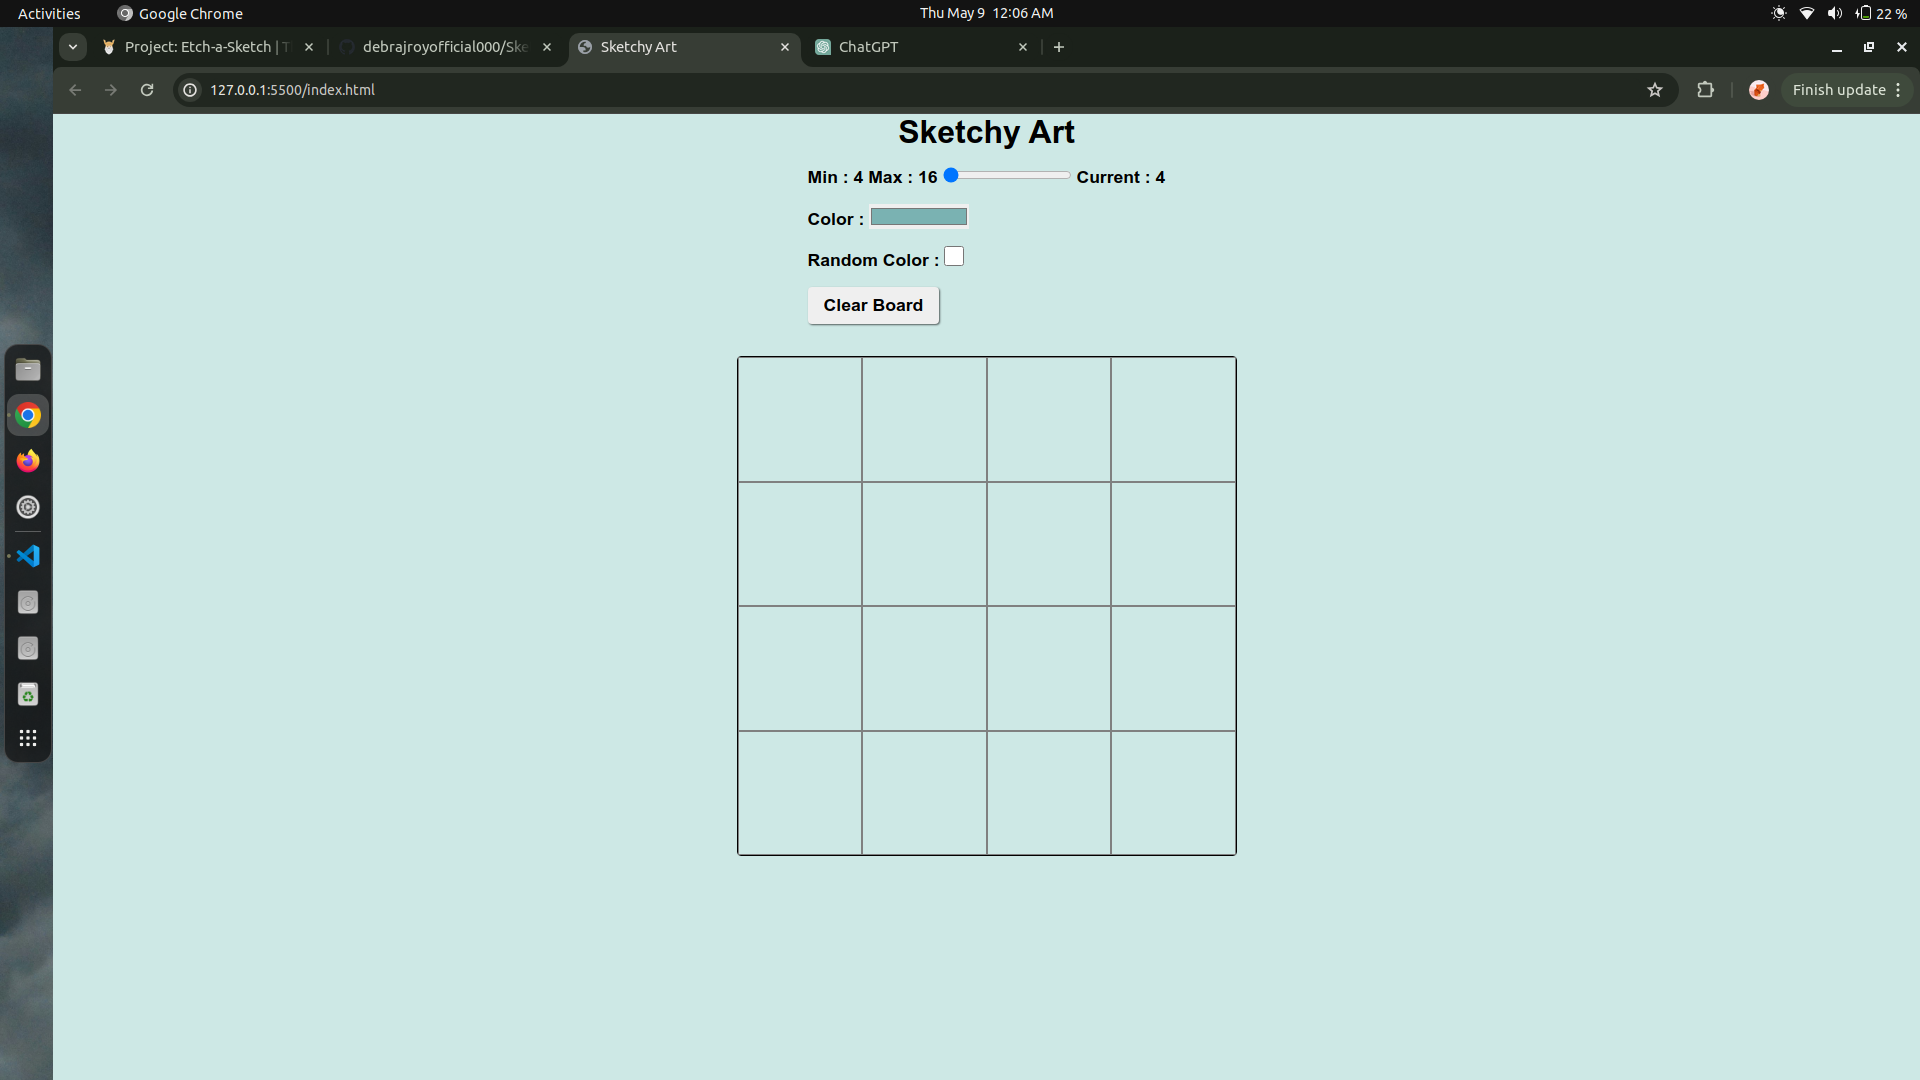 Activities Google Chrome Thu May 9 12:06 AM 22 %
Project: Etch-a-Sketch | T debrajroyofficial000/Ske Sketchy Art ChatGPT
127.0.0.1:5500/index.html Finish update
Sketchy Art
Min : 4 Max : 16 Current : 4
Color :
Random Color :
Clear Board